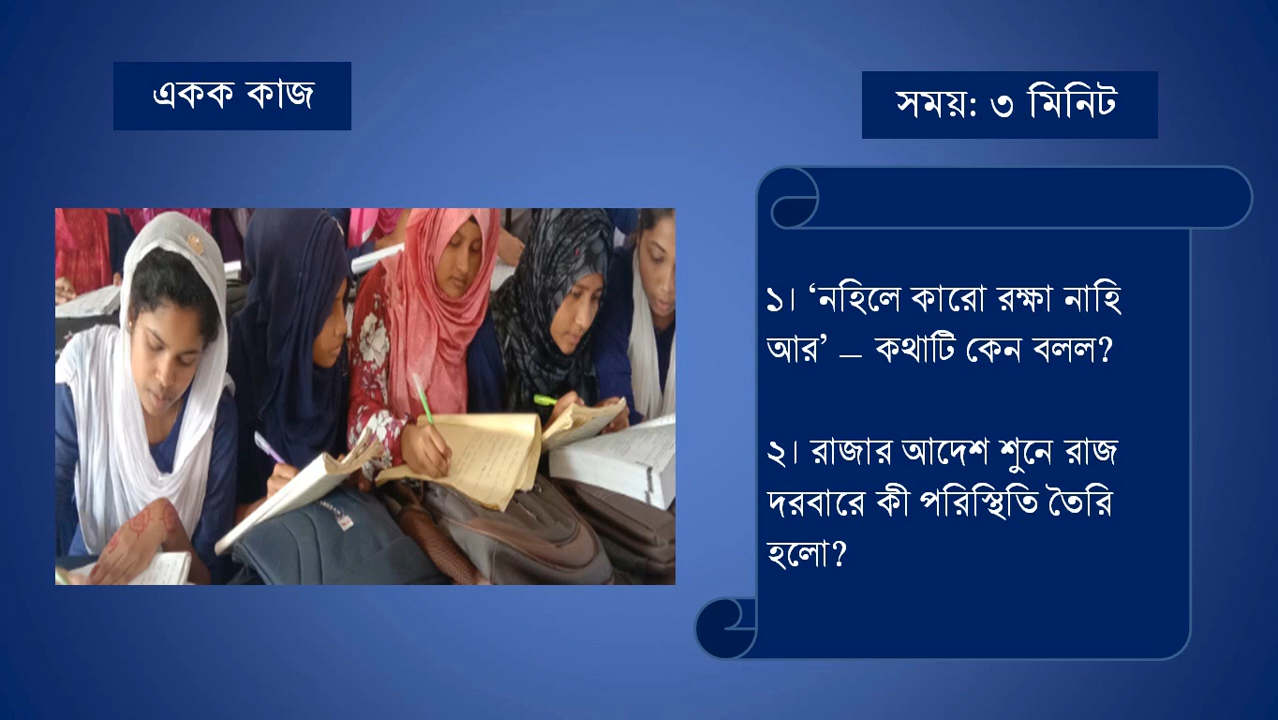 একক কাজ
সময়: ৩ মিনিট
১। ‘নহিলে কারো রক্ষা নাহি
আর’ – কথাটি কেন বলল?
২। রাজার আদেশ শুনে রাজ
দরবারে কী পরিস্থিতি তৈরি
হলো?